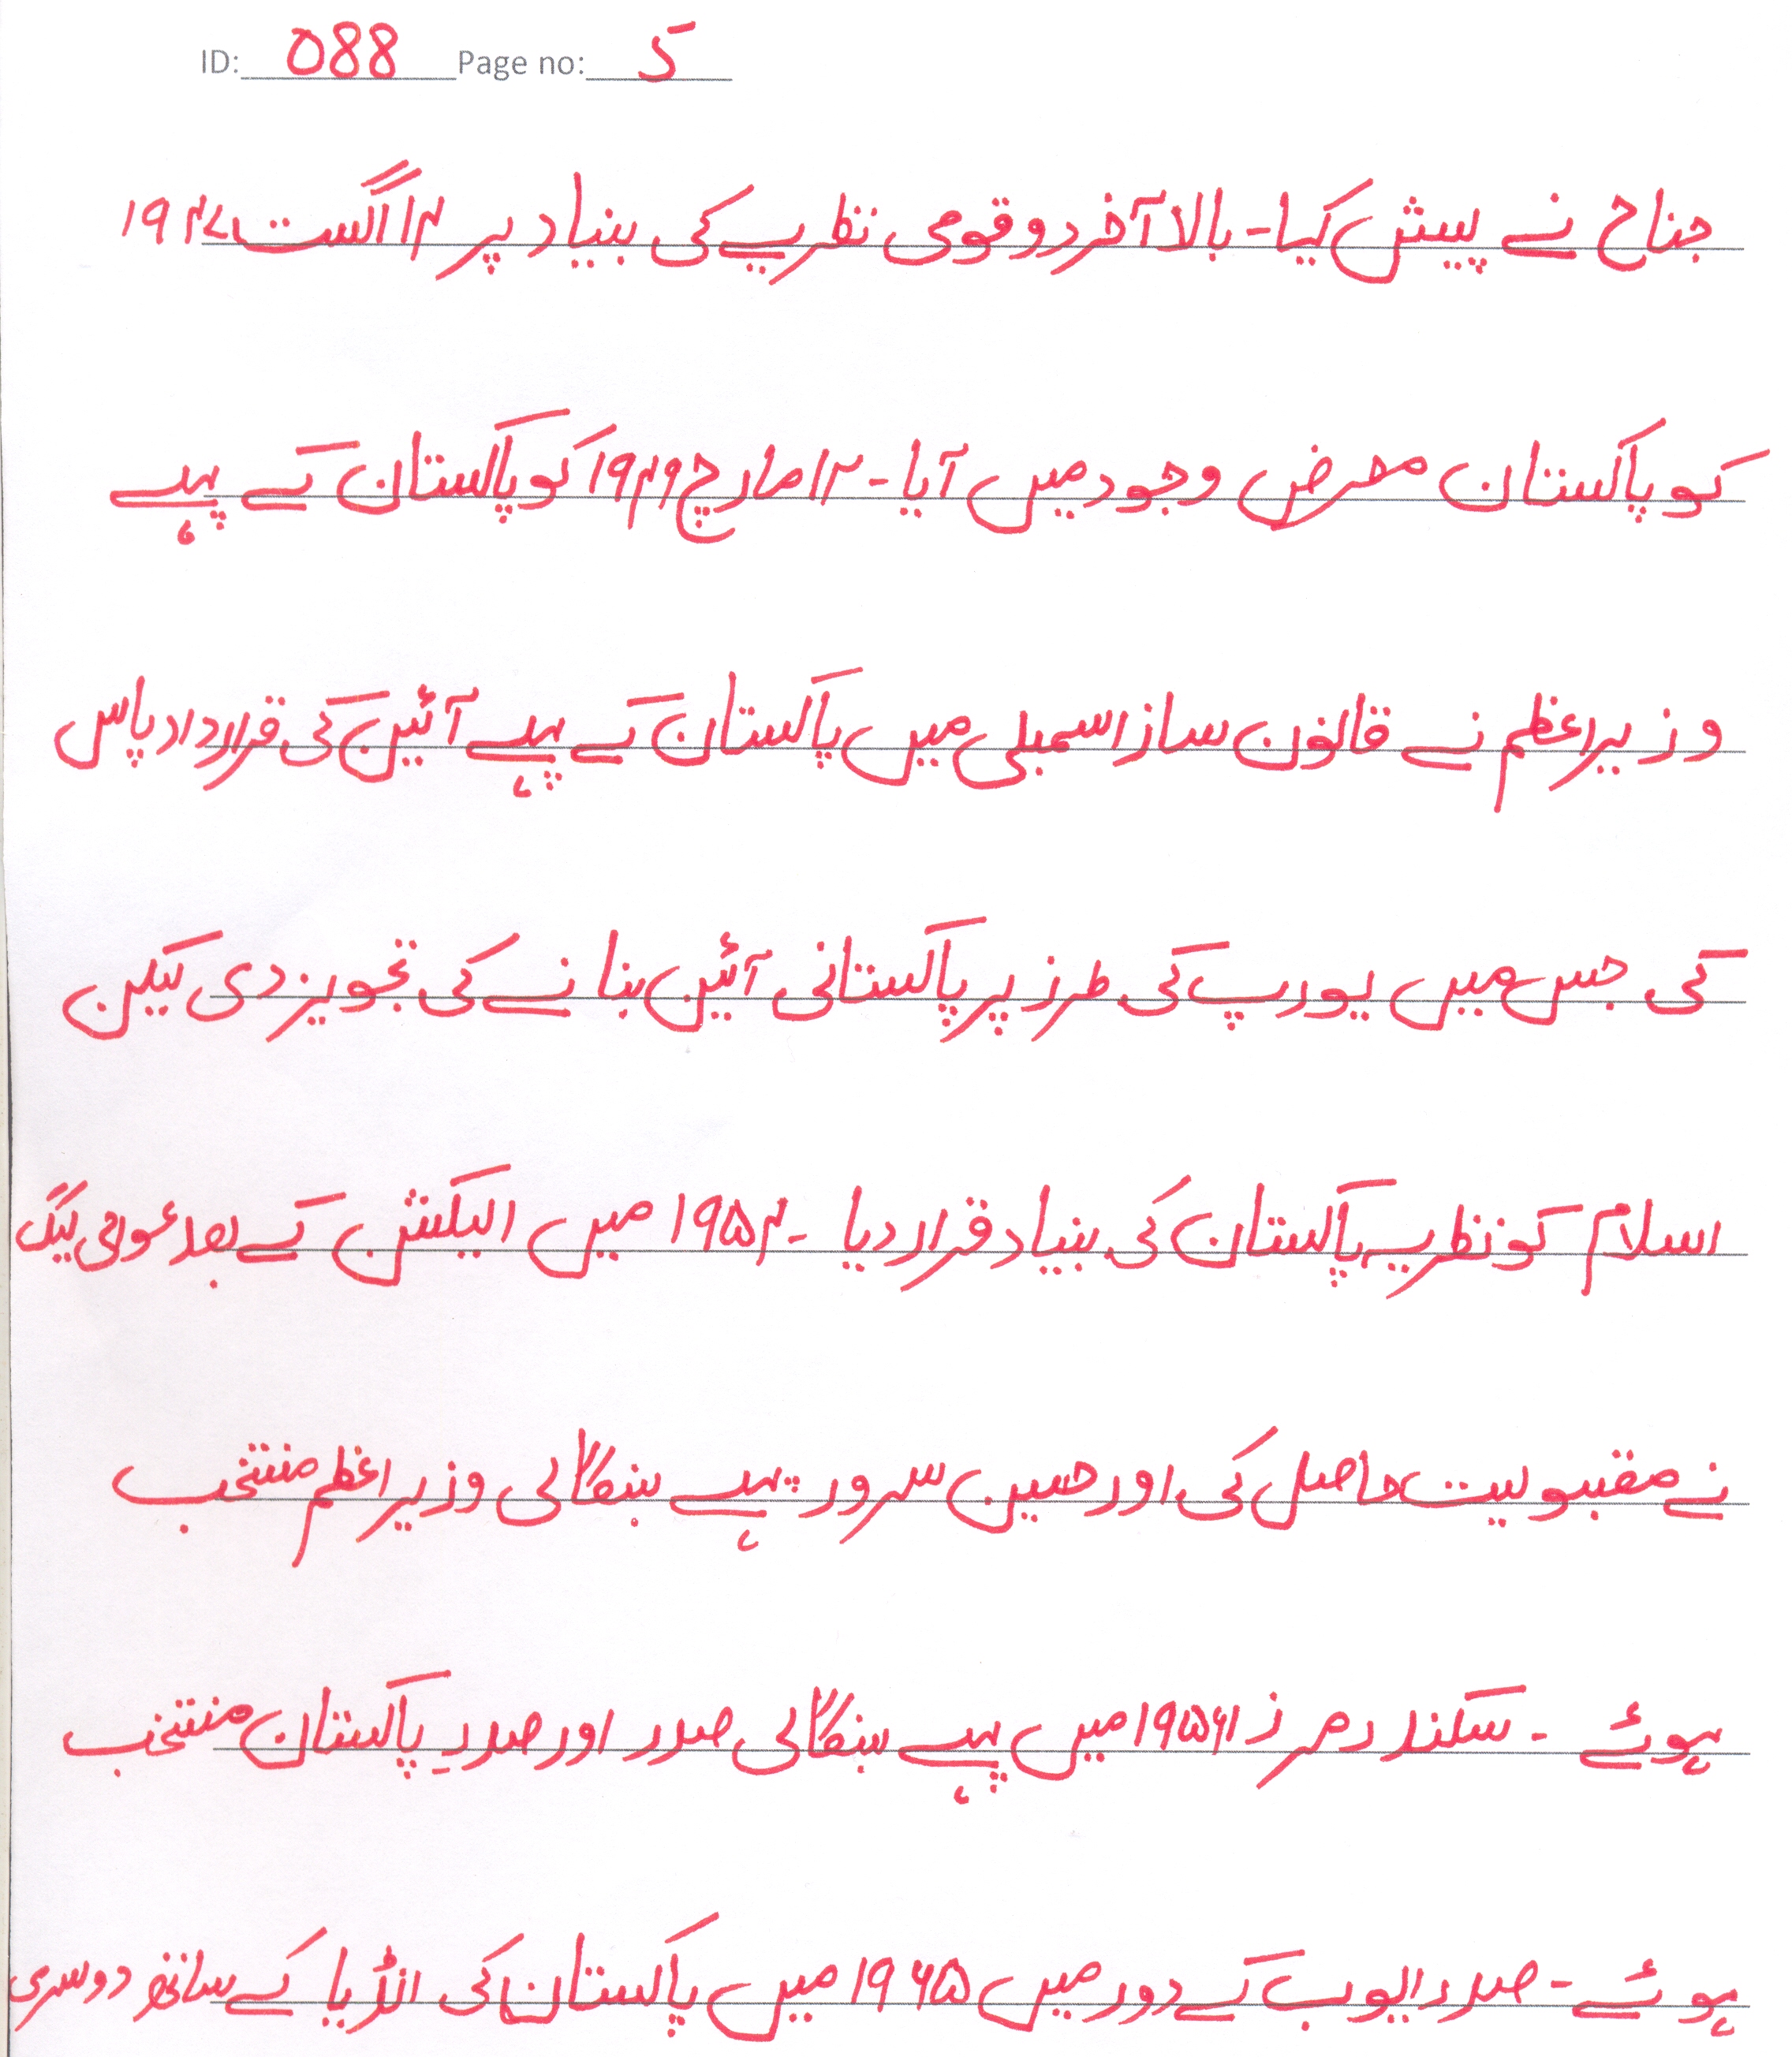 ID: 088 Page no: 5
جناح نے پیش کیا۔ بالاآخر دو قومی نظریے کی بنیاد پر ۱۴ اگست ۱۹۴۷
کو پاکستان معرض وجود میں آیا۔ ۱۲ مارچ ۱۹۴۹ کو پاکستان کے پہلے
وزیراعظم نے قانون ساز اسمبلی میں پاکستان کے پہلے آئین کی قرارداد پاس
کی جس میں یورپ کی طرز پر پاکستانی آئین بنانے کی تجویز دی لیکن
اسلام کو نظریہ پاکستان کی بنیاد قرار دیا ۔ ۱۹۵۴ میں الیکشن کے بعد عوامی لیگ
نے مقبولیت حاصل کی اور حسین سہرور پہلے بنگالی وزیراعظم منتخب
ہوئے ۔ سکندر مرزا ۱۹۵۶ میں پہلے بنگالی صدر اور صدرِ پاکستان منتخب
ہوئے ۔ صدر ایوب کے دور میں ۱۹۶۵ میں پاکستان کی انڈیا کے ساتھ دوسری